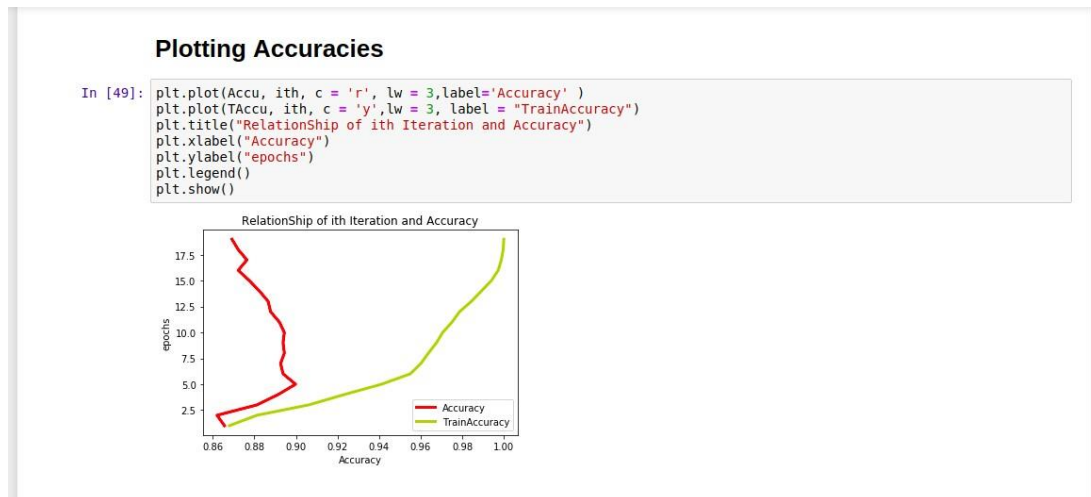 Plotting Accuracies
In [49]: plt.plot(Accu, ith, c = 'r', lw = 3,label='Accuracy' )
plt.plot(TAccu, ith, c = 'y',lw = 3, label = "TrainAccuracy")
plt.title("RelationShip of ith Iteration and Accuracy")
plt.xlabel("Accuracy")
plt.ylabel("epochs")
plt.legend()
plt.show()
RelationShip of ith Iteration and Accuracy
17.5
15.0
12.5
10.0
7.5
5.0
2.5
epochs
Accuracy
TrainAccuracy
0.86 0.88 0.90 0.92 0.94 0.96 0.98 1.00
Accuracy